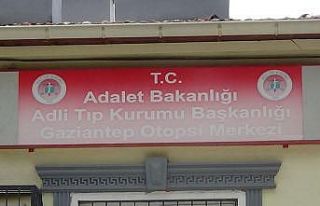 T.C.
Adalet Bakanlığı
Adli Tıp Kurumu Başkanlığı
Gaziantep Otopsi Merkezi